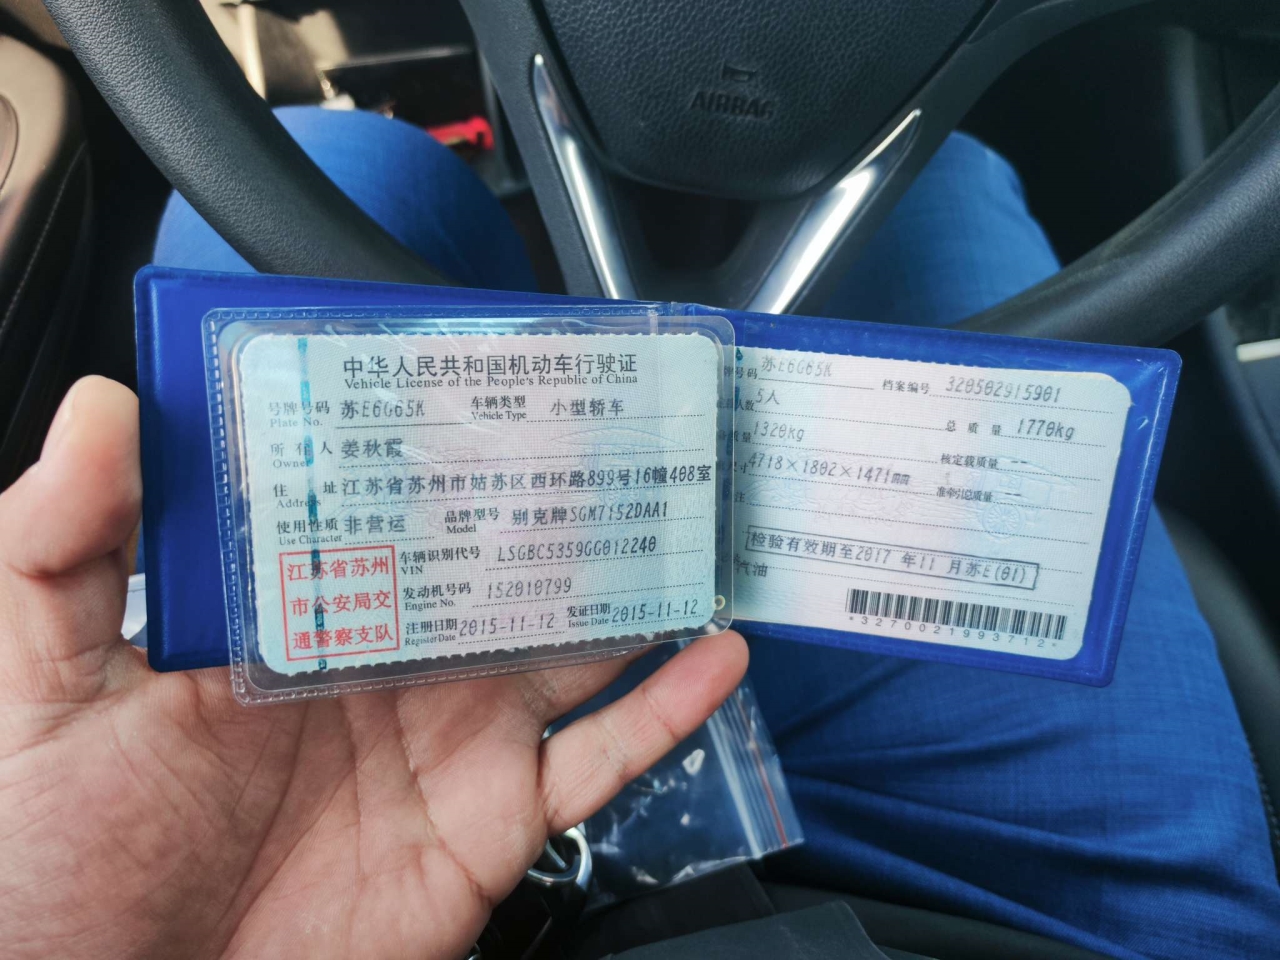 AIRBAG
中华人民共和国机动车行驶证
Vehicle License of the People's Republic of China
号牌号码 苏E6G65K 车辆类型 小型轿车
Plate No. Vehicle Type
所有人 姜秋霞
Owner
住址 江苏省苏州市姑苏区西环路899号16幢408室
Address
使用性质 非营运 品牌型号 别克牌SGM7152DAA1
Use Character Model
江苏省苏州
市公安局交
通警察支队
车辆识别代号 LSGBC5359GG012240
VIN
发动机号码 152010799
Engine No.
注册日期 2015-11-12 发证日期 2015-11-12
Register Date Issue Date
号码 苏E6G65K 档案编号 320502915901
人数 5人 总质量 1770kg
质量 1320kg 核定载质量 --
尺寸 4718×1802×1471mm 准牵引总质量 --
注
检验有效期至2017年11月苏E(01)
汽油
*3270021993712*